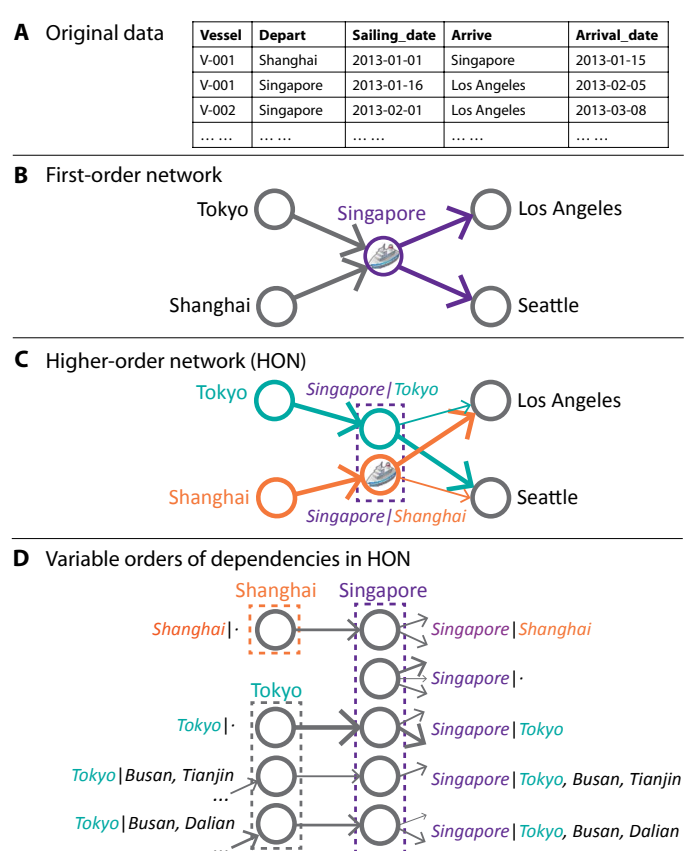 A Original data
Vessel Depart Sailing_date Arrive Arrival_date
V-001 Shanghai 2013-01-01 Singapore 2013-01-15
V-001 Singapore 2013-01-16 Los Angeles 2013-02-05
V-002 Singapore 2013-02-01 Los Angeles 2013-03-08
... ... ... ... ... ... ... ... ... ...
B First-order network
Tokyo Singapore Los Angeles
Shanghai Seattle
C Higher-order network (HON)
Tokyo Singapore|Tokyo Los Angeles
Shanghai Seattle
Singapore|Shanghai
D Variable orders of dependencies in HON
Shanghai Singapore
Shanghai|· Singapore|Shanghai
Singapore|·
Tokyo
Tokyo|· Singapore|Tokyo
Tokyo|Busan, Tianjin Singapore|Tokyo, Busan, Tianjin
...
Tokyo|Busan, Dalian Singapore|Tokyo, Busan, Dalian
...